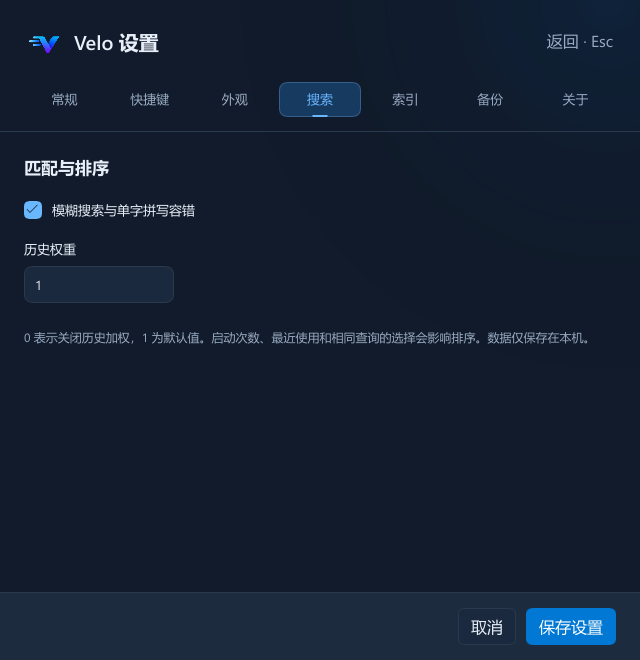 Velo 设置
返回 · Esc
常规 快捷键 外观 搜索 索引 备份 关于
匹配与排序
模糊搜索与单字拼写容错
历史权重
1
0 表示关闭历史加权，1 为默认值。启动次数、最近使用和相同查询的选择会影响排序。数据仅保存在本机。
取消 保存设置